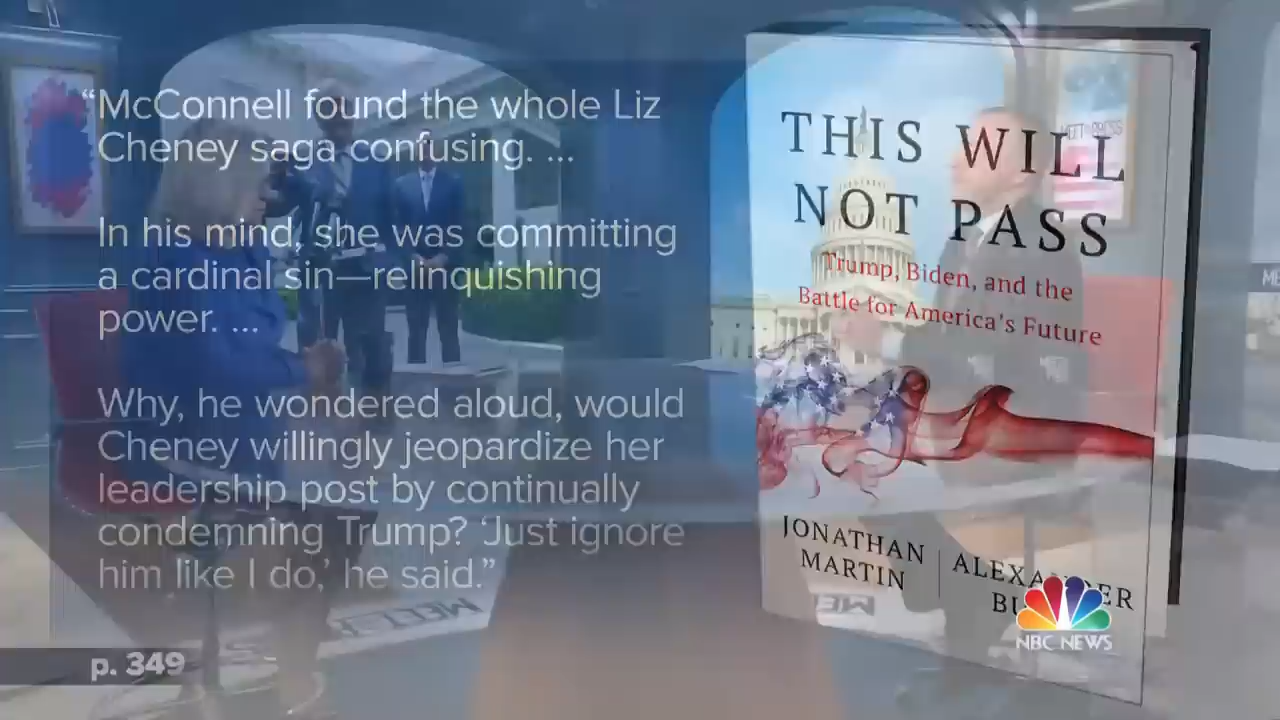 “McConnell found the whole Liz
Cheney saga confusing. ...
In his mind, she was committing
a cardinal sin—relinquishing
power. ...
Why, he wondered aloud, would
Cheney willingly jeopardize her
leadership post by continually
condemning Trump? ‘Just ignore
him like I do,’ he said.”
p. 349
THIS WILL
NOT PASS
Trump, Biden, and the
Battle for America's Future
JONATHAN
MARTIN
NBC NEWS
MEET
PRESS